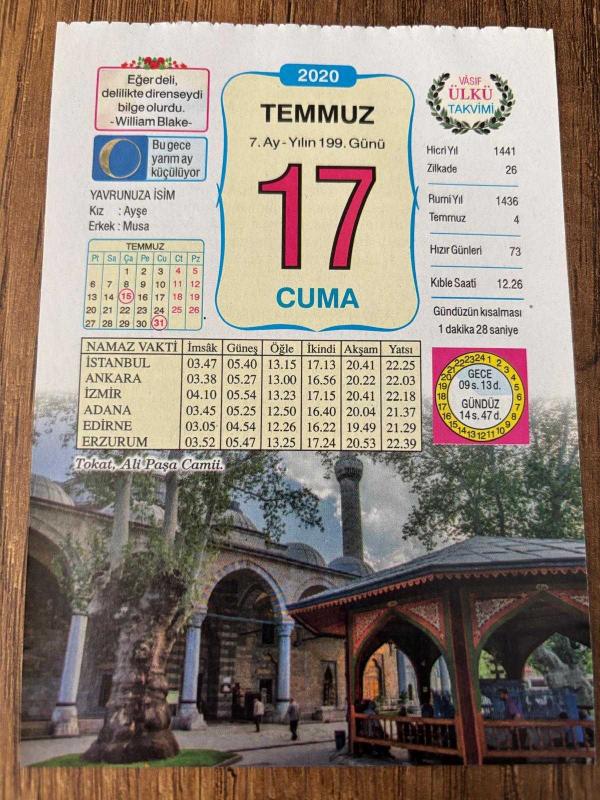 Eğer deli,
delilikte direnseydi
bilge olurdu.
-William Blake-
Bu gece
yarım ay
küçülüyor
YAVRUNUZA İSİM
Kız : Ayşe
Erkek : Musa
TEMMUZ
Pt Sa Ça Pe Cu Ct Pz
1 2 3 4 5
6 7 8 9 10 11 12
13 14 15 16 17 18 19
20 21 22 23 24 25 26
27 28 29 30 31
2020
TEMMUZ
7. Ay - Yılın 199. Günü
17
CUMA
VÂSIF
ÜLKÜ
TAKVİMİ
Hicri Yıl 1441
Zilkade 26
Rumi Yıl 1436
Temmuz 4
Hızır Günleri 73
Kıble Saati 12.26
Gündüzün kısalması
1 dakika 28 saniye
NAMAZ VAKTİ İmsâk Güneş Öğle İkindi Akşam Yatsı
İSTANBUL 03.47 05.40 13.15 17.13 20.41 22.25
ANKARA 03.38 05.27 13.00 16.56 20.22 22.03
İZMİR 04.10 05.54 13.23 17.15 20.41 22.18
ADANA 03.45 05.25 12.50 16.40 20.04 21.37
EDİRNE 03.05 04.54 12.26 16.22 19.49 21.29
ERZURUM 03.52 05.47 13.25 17.24 20.53 22.39
GECE
09 s. 13 d.
GÜNDÜZ
14 s. 47 d.
Tokat, Ali Paşa Camii.